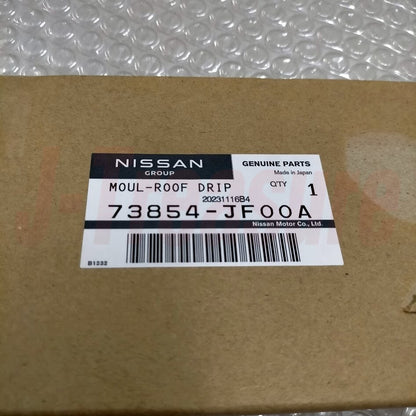 NISSAN
GROUP
GENUINE PARTS
Made in Japan
MOUL-ROOF DRIP
Q'TY 1
20231116B4
73854-JF00A
Nissan Motor Co., Ltd.
B1232